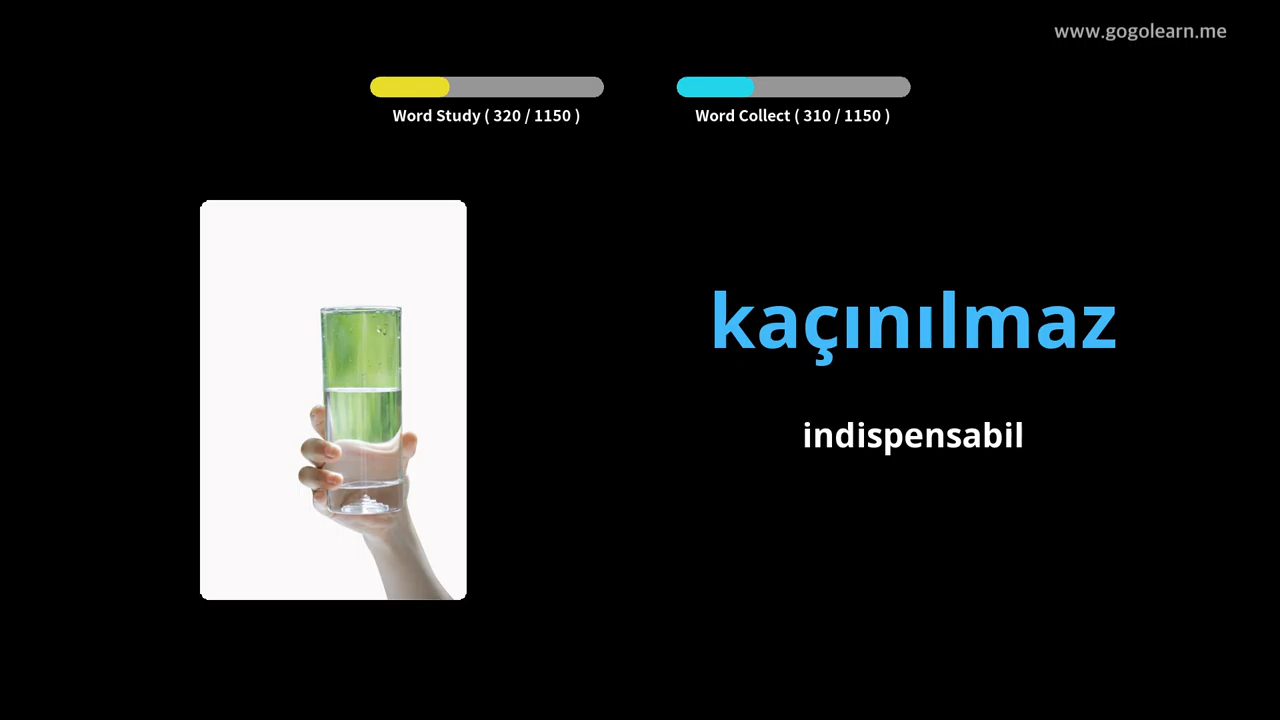 www.gogolearn.me
Word Study ( 320 / 1150 )
Word Collect ( 310 / 1150 )
kaçınılmaz
indispensabil